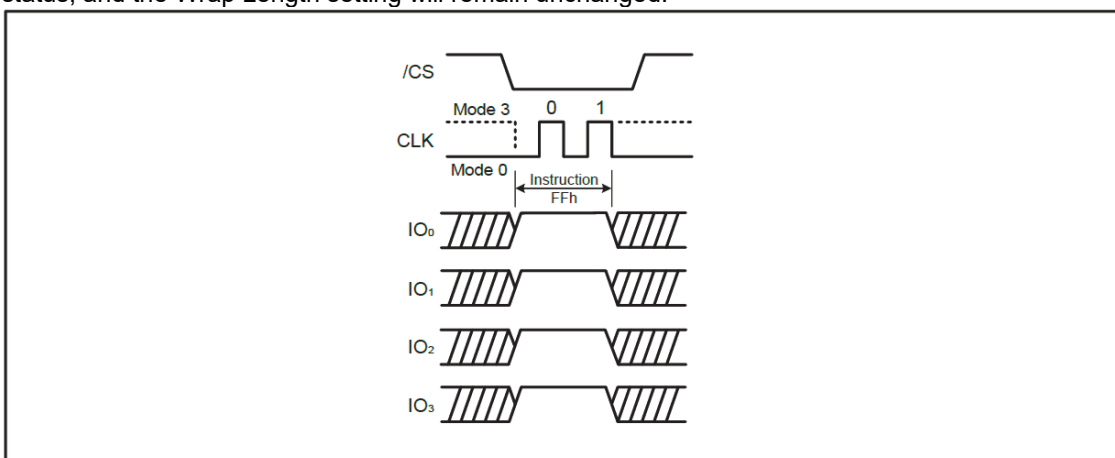 status, and the Wrap Length setting will remain unchanged.
/CS
Mode 3 0 1
CLK
Mode 0
Instruction
FFh
IO₀
IO₁
IO₂
IO₃